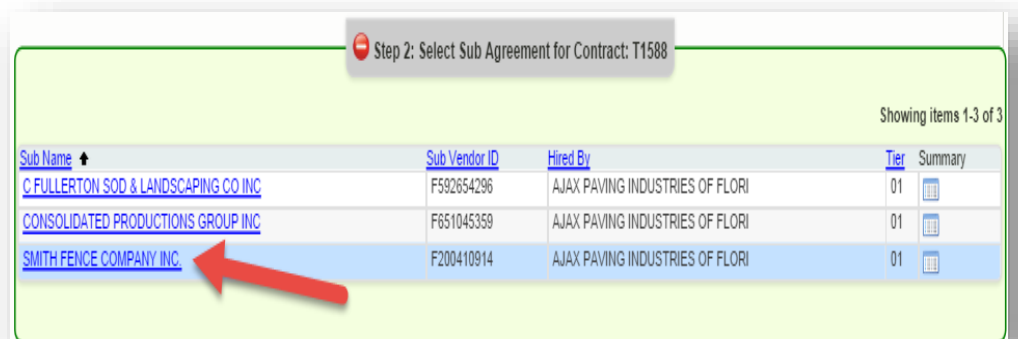 Step 2: Select Sub Agreement for Contract: T1588
Showing items 1-3 of 3
Sub Name Sub Vendor ID Hired By Tier Summary
C FULLERTON SOD & LANDSCAPING CO INC F592654296 AJAX PAVING INDUSTRIES OF FLORI 01
CONSOLIDATED PRODUCTIONS GROUP INC F651045359 AJAX PAVING INDUSTRIES OF FLORI 01
SMITH FENCE COMPANY INC. F200410914 AJAX PAVING INDUSTRIES OF FLORI 01